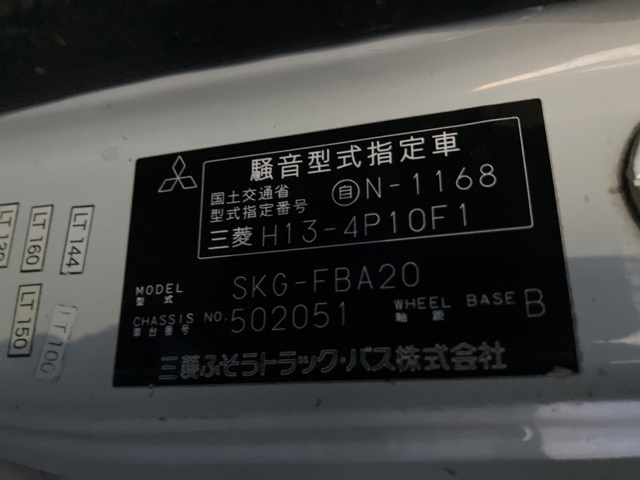 騒音型式指定車
国土交通省
型式指定番号
自 N-1168
三菱 H13-4P10F1
MODEL
型式
SKG-FBA20
CHASSIS NO.
車台番号
502051
WHEEL BASE
軸距
B
三菱ふそうトラック・バス株式会社
LT 160
LT 144
LT 150
LT 100